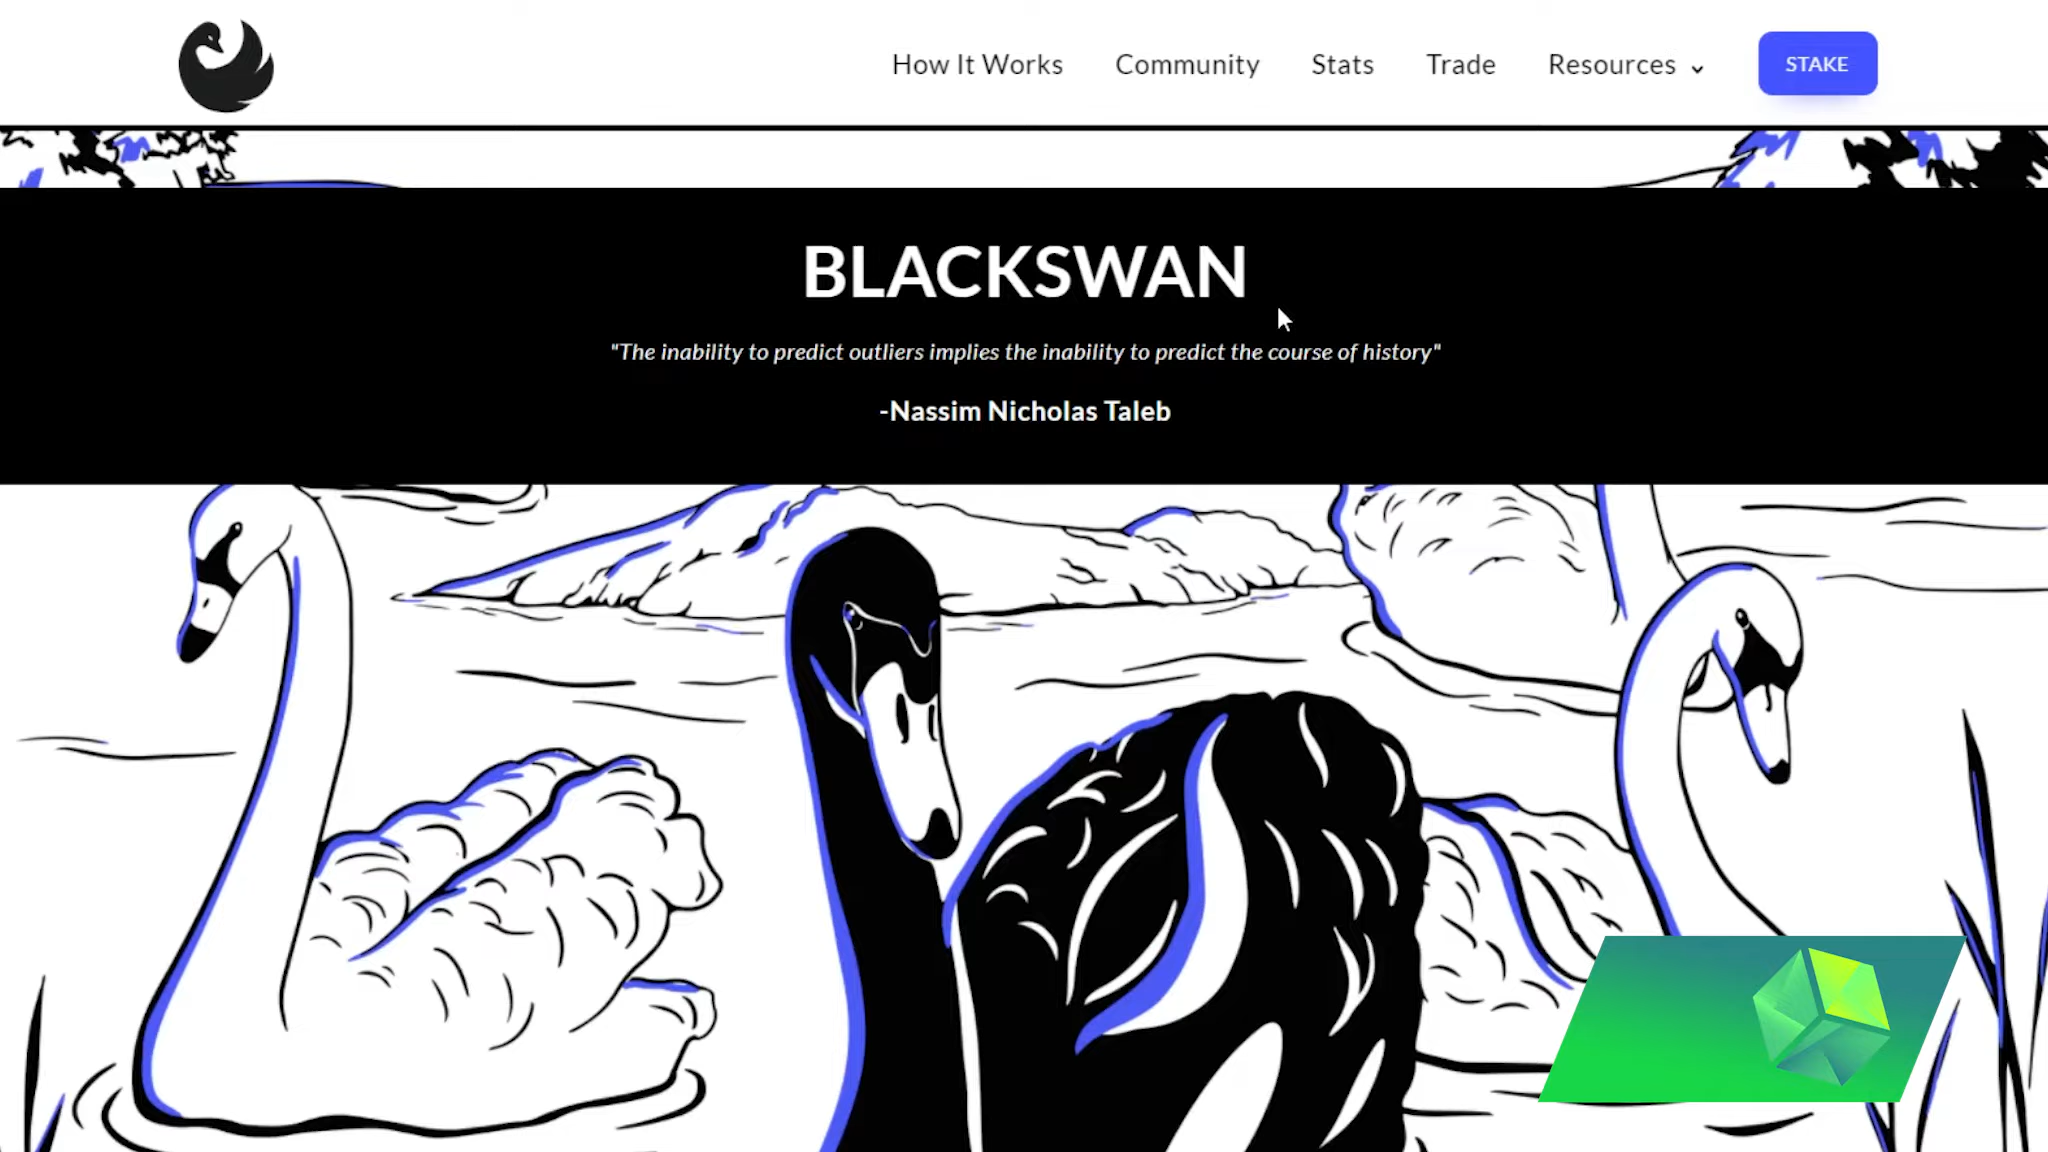 How It Works
Community
Stats
Trade
Resources
STAKE
BLACKSWAN
"The inability to predict outliers implies the inability to predict the course of history"
-Nassim Nicholas Taleb